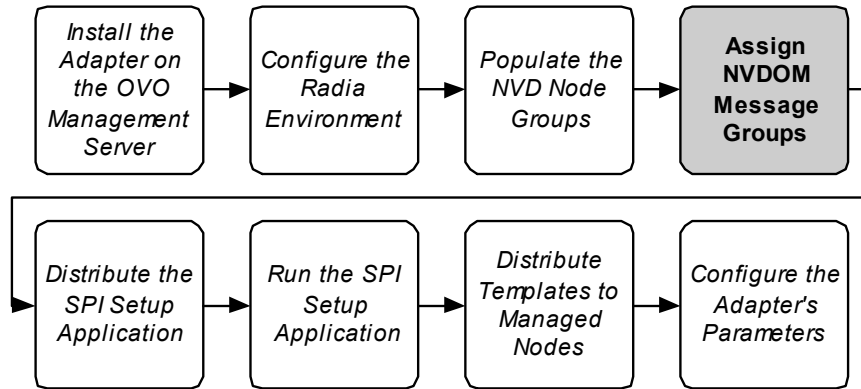 Install the
Adapter on
the OVO
Management
Server
Configure the
Radia
Environment
Populate the
NVD Node
Groups
Assign
NVDOM
Message
Groups
Distribute the
SPI Setup
Application
Run the SPI
Setup
Application
Distribute
Templates to
Managed
Nodes
Configure the
Adapter's
Parameters